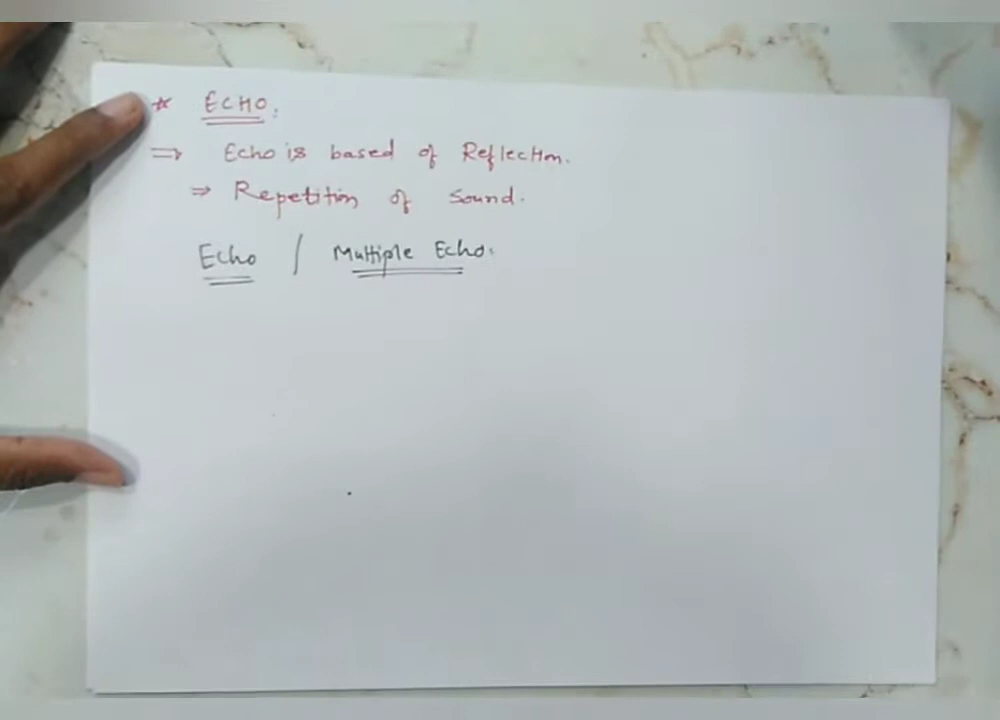 * ECHO.
⇒ Echo is based of Reflection.
⇒ Repetition of Sound.
Echo / Multiple Echo.